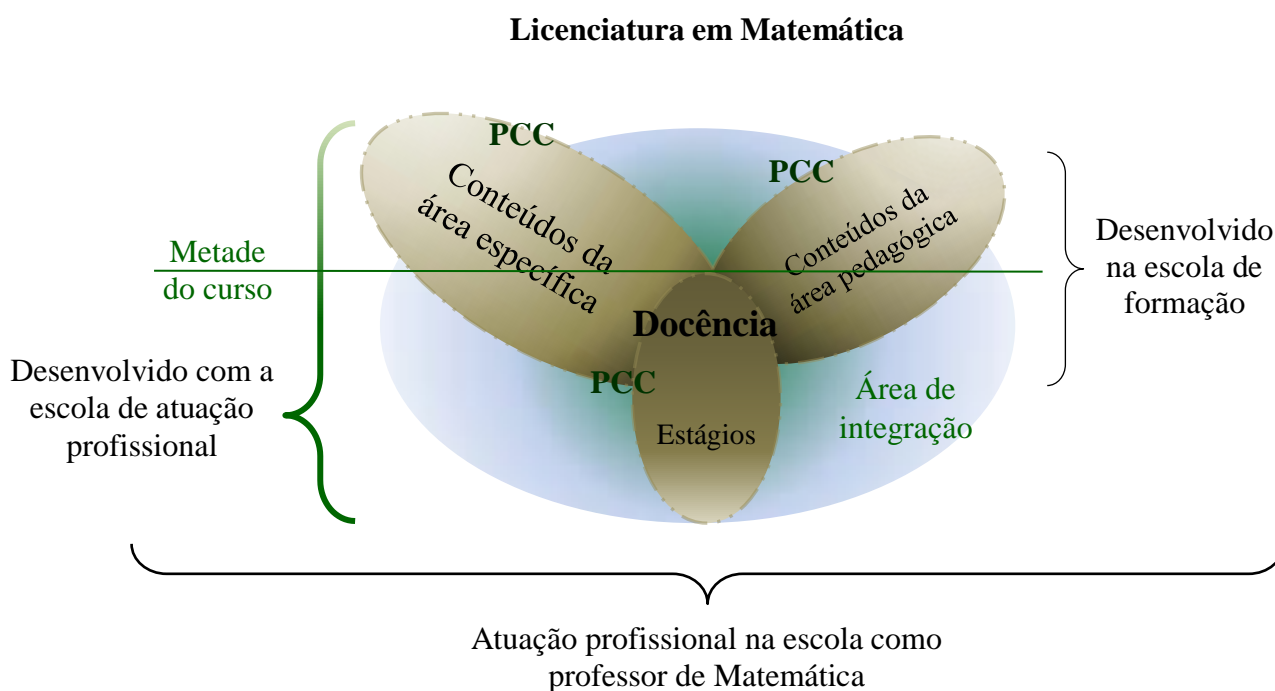 Licenciatura em Matemática
PCC
PCC
Conteúdos da
área específica
Conteúdos da
área pedagógica
Desenvolvido
na escola de
formação
Metade
do curso
Docência
Desenvolvido com a
escola de atuação
profissional
PCC
Área de
integração
Estágios
Atuação profissional na escola como
professor de Matemática